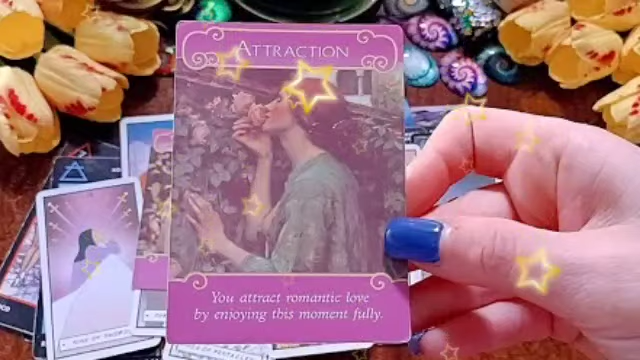 ATTRACTION
You attract romantic love
by enjoying this moment fully.